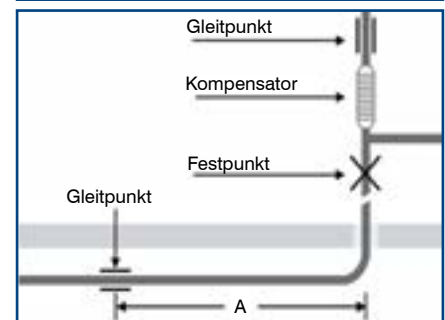 Gleitpunkt
Kompensator
Festpunkt
Gleitpunkt
A